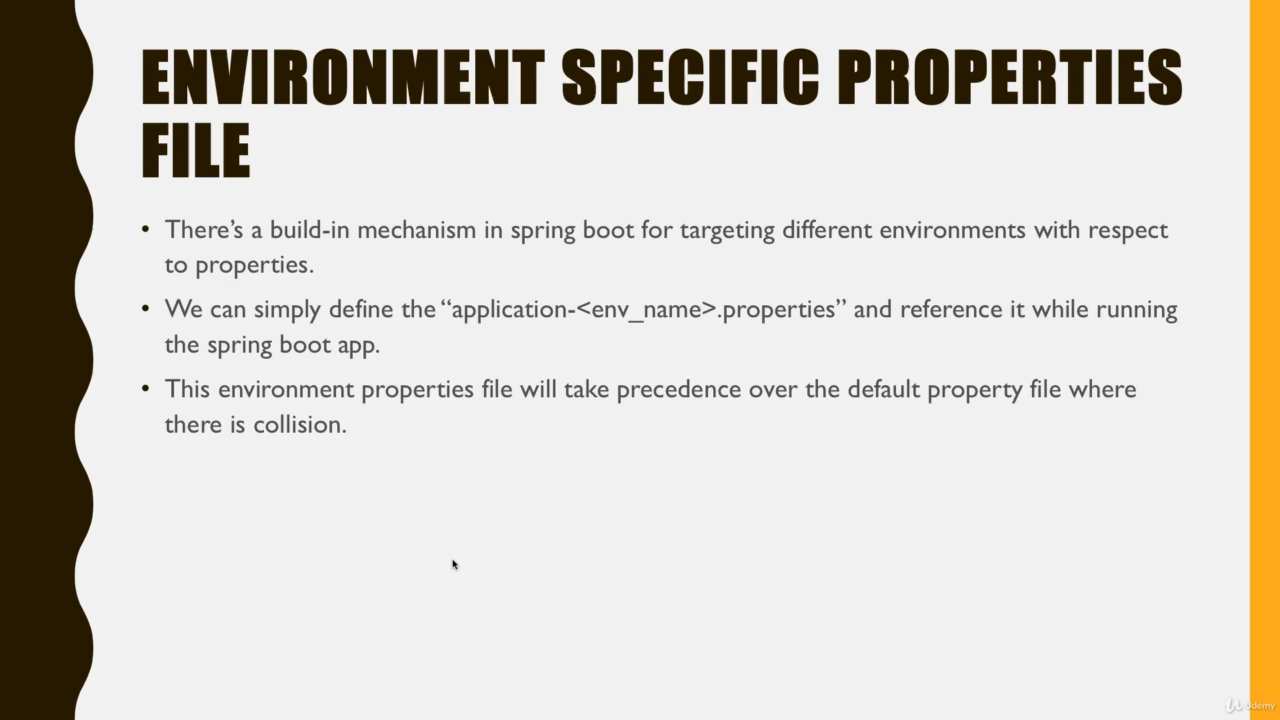 ENVIRONMENT SPECIFIC PROPERTIES
FILE
• There’s a build-in mechanism in spring boot for targeting different environments with respect
to properties.
• We can simply define the “application-<env_name>.properties” and reference it while running
the spring boot app.
• This environment properties file will take precedence over the default property file where
there is collision.
Udemy